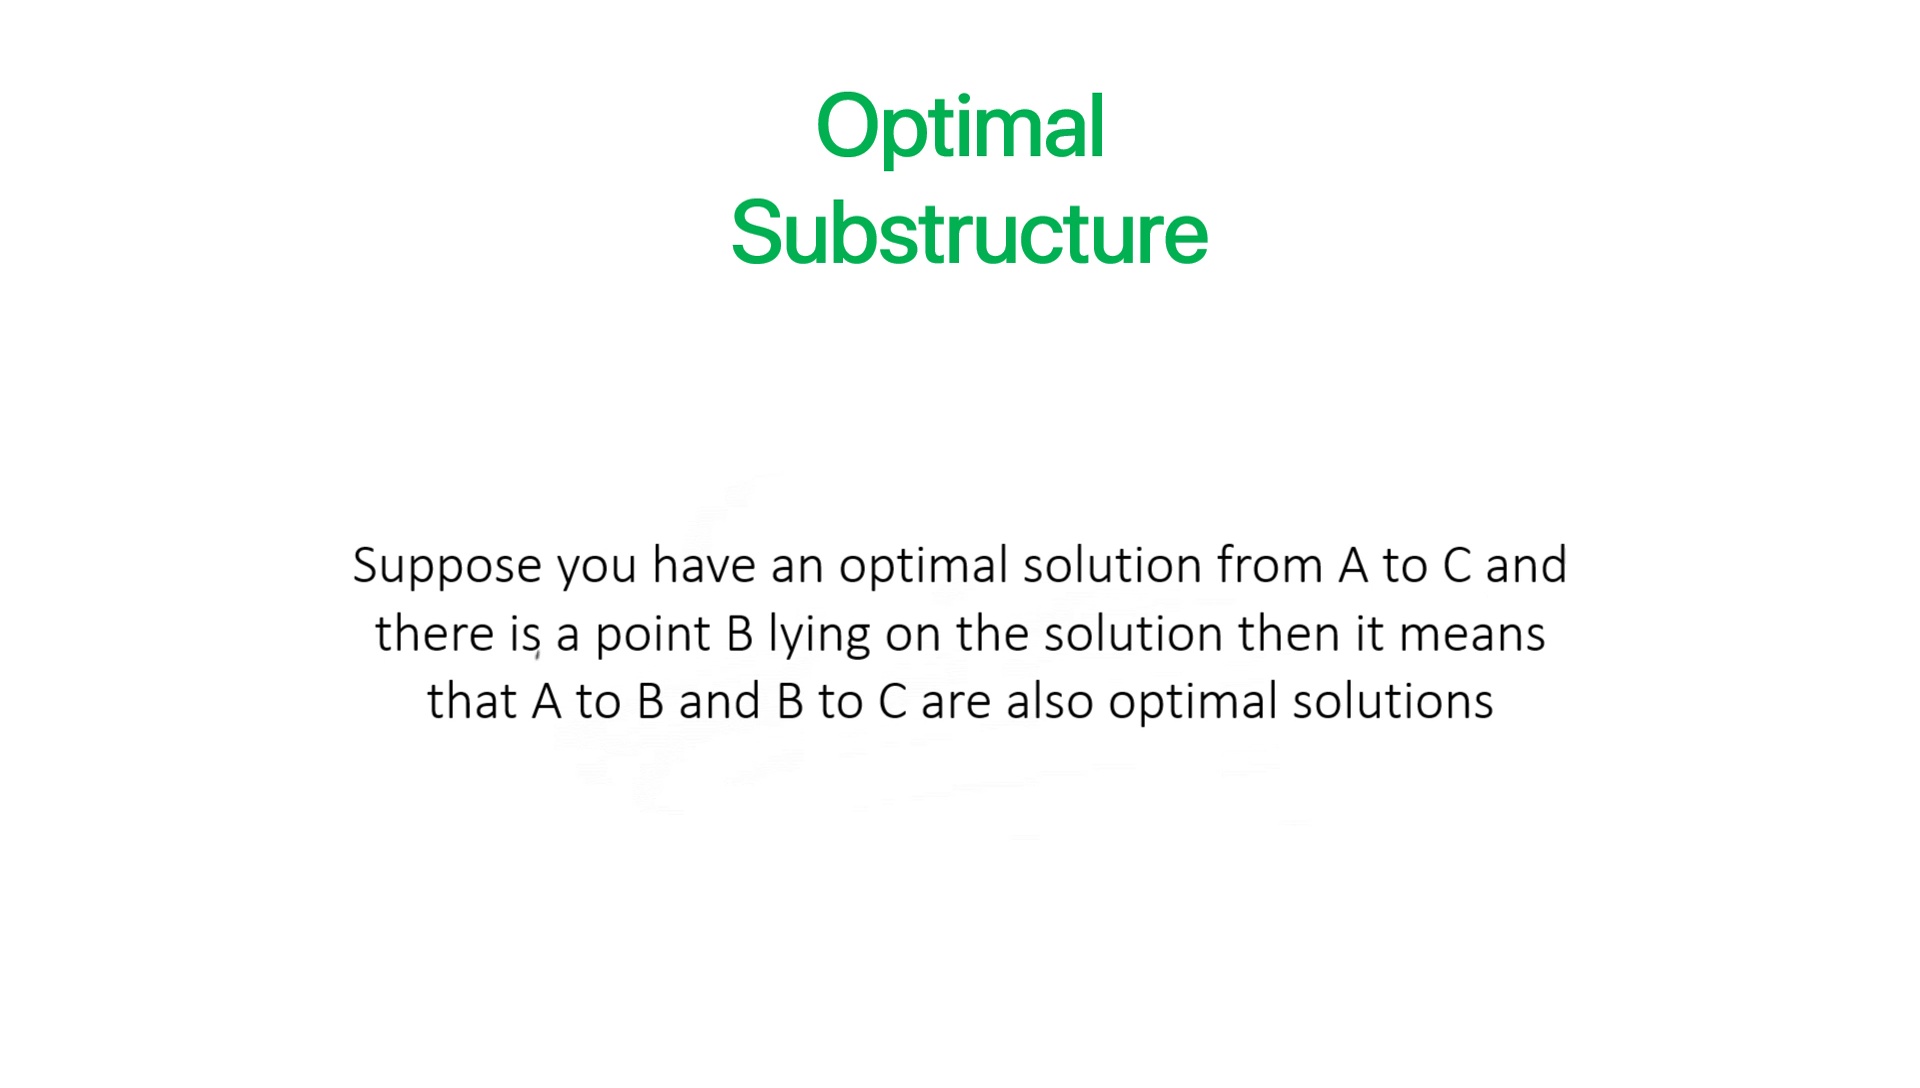 Optimal
Substructure
Suppose you have an optimal solution from A to C and
there is a point B lying on the solution then it means
that A to B and B to C are also optimal solutions